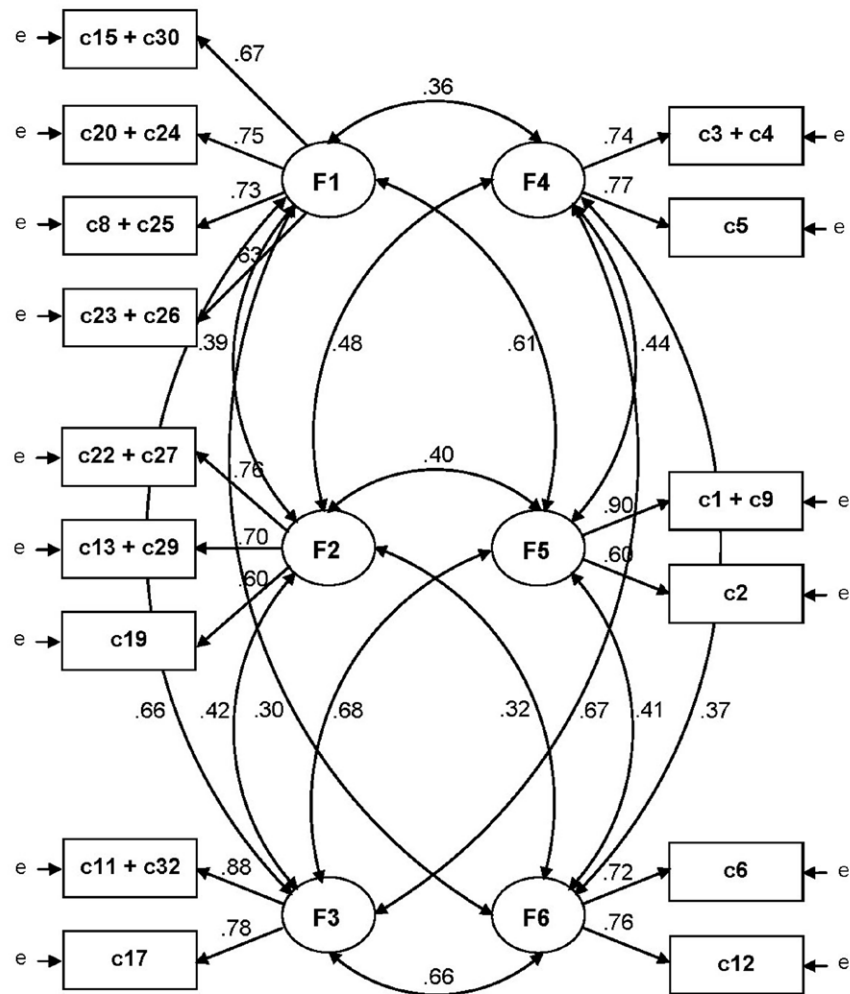 e c15 + c30 .67
.36
e c20 + c24 .75 .74 c3 + c4 e
F1 F4
e c8 + c25 .73 .77 c5 e
.63
e c23 + c26
.39 .48 .61 .44
e c22 + c27 .76 .40
.90 c1 + c9 e
e c13 + c29 .70 F2 F5
.60 .60 c2 e
e c19
.66 .42 .30 .68 .32 .67 .41 .37
e c11 + c32 .88 .72 c6 e
F3 F6
e c17 .78 .76 c12 e
.66